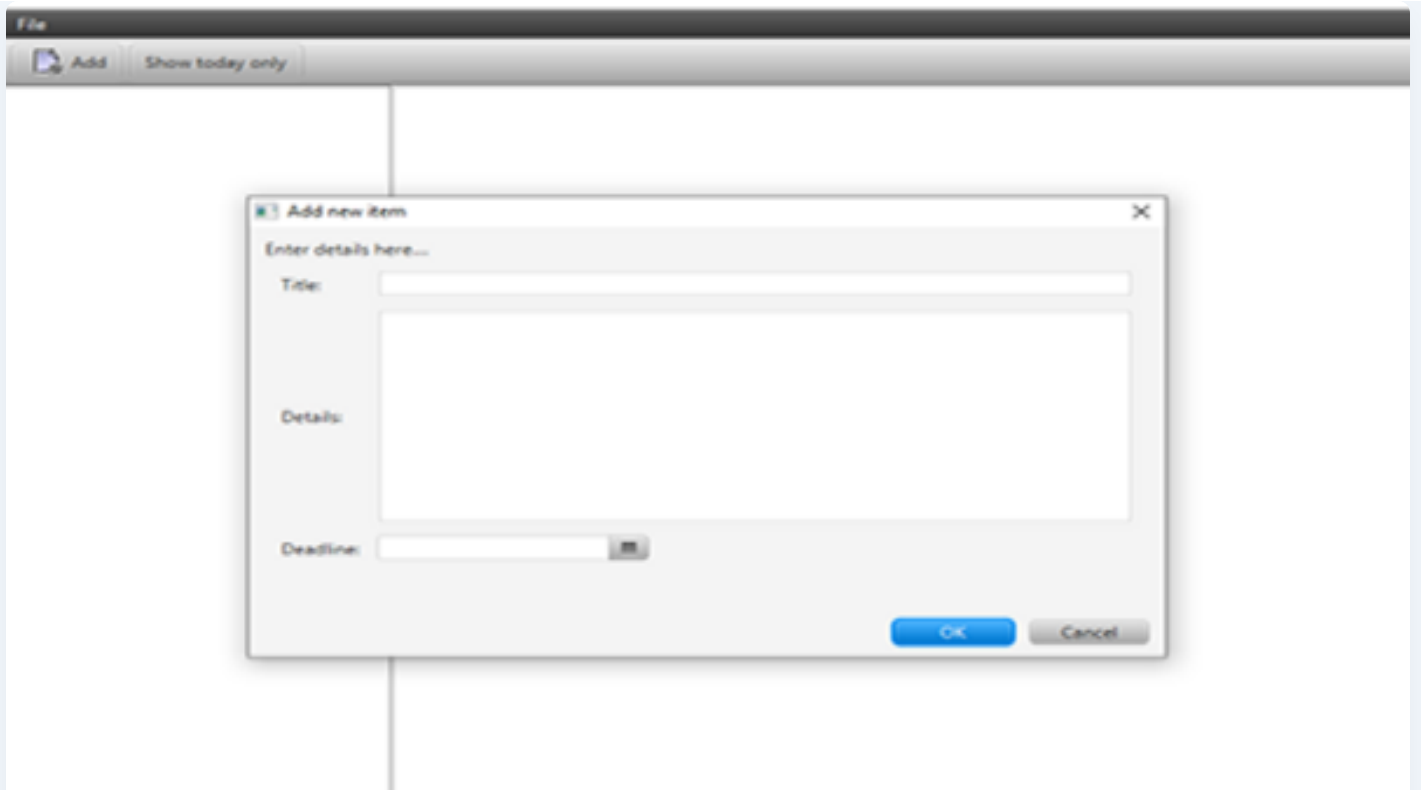 File
Add Show today only
Add new item
Enter details here...
Title:
Details:
Deadline:
OK Cancel